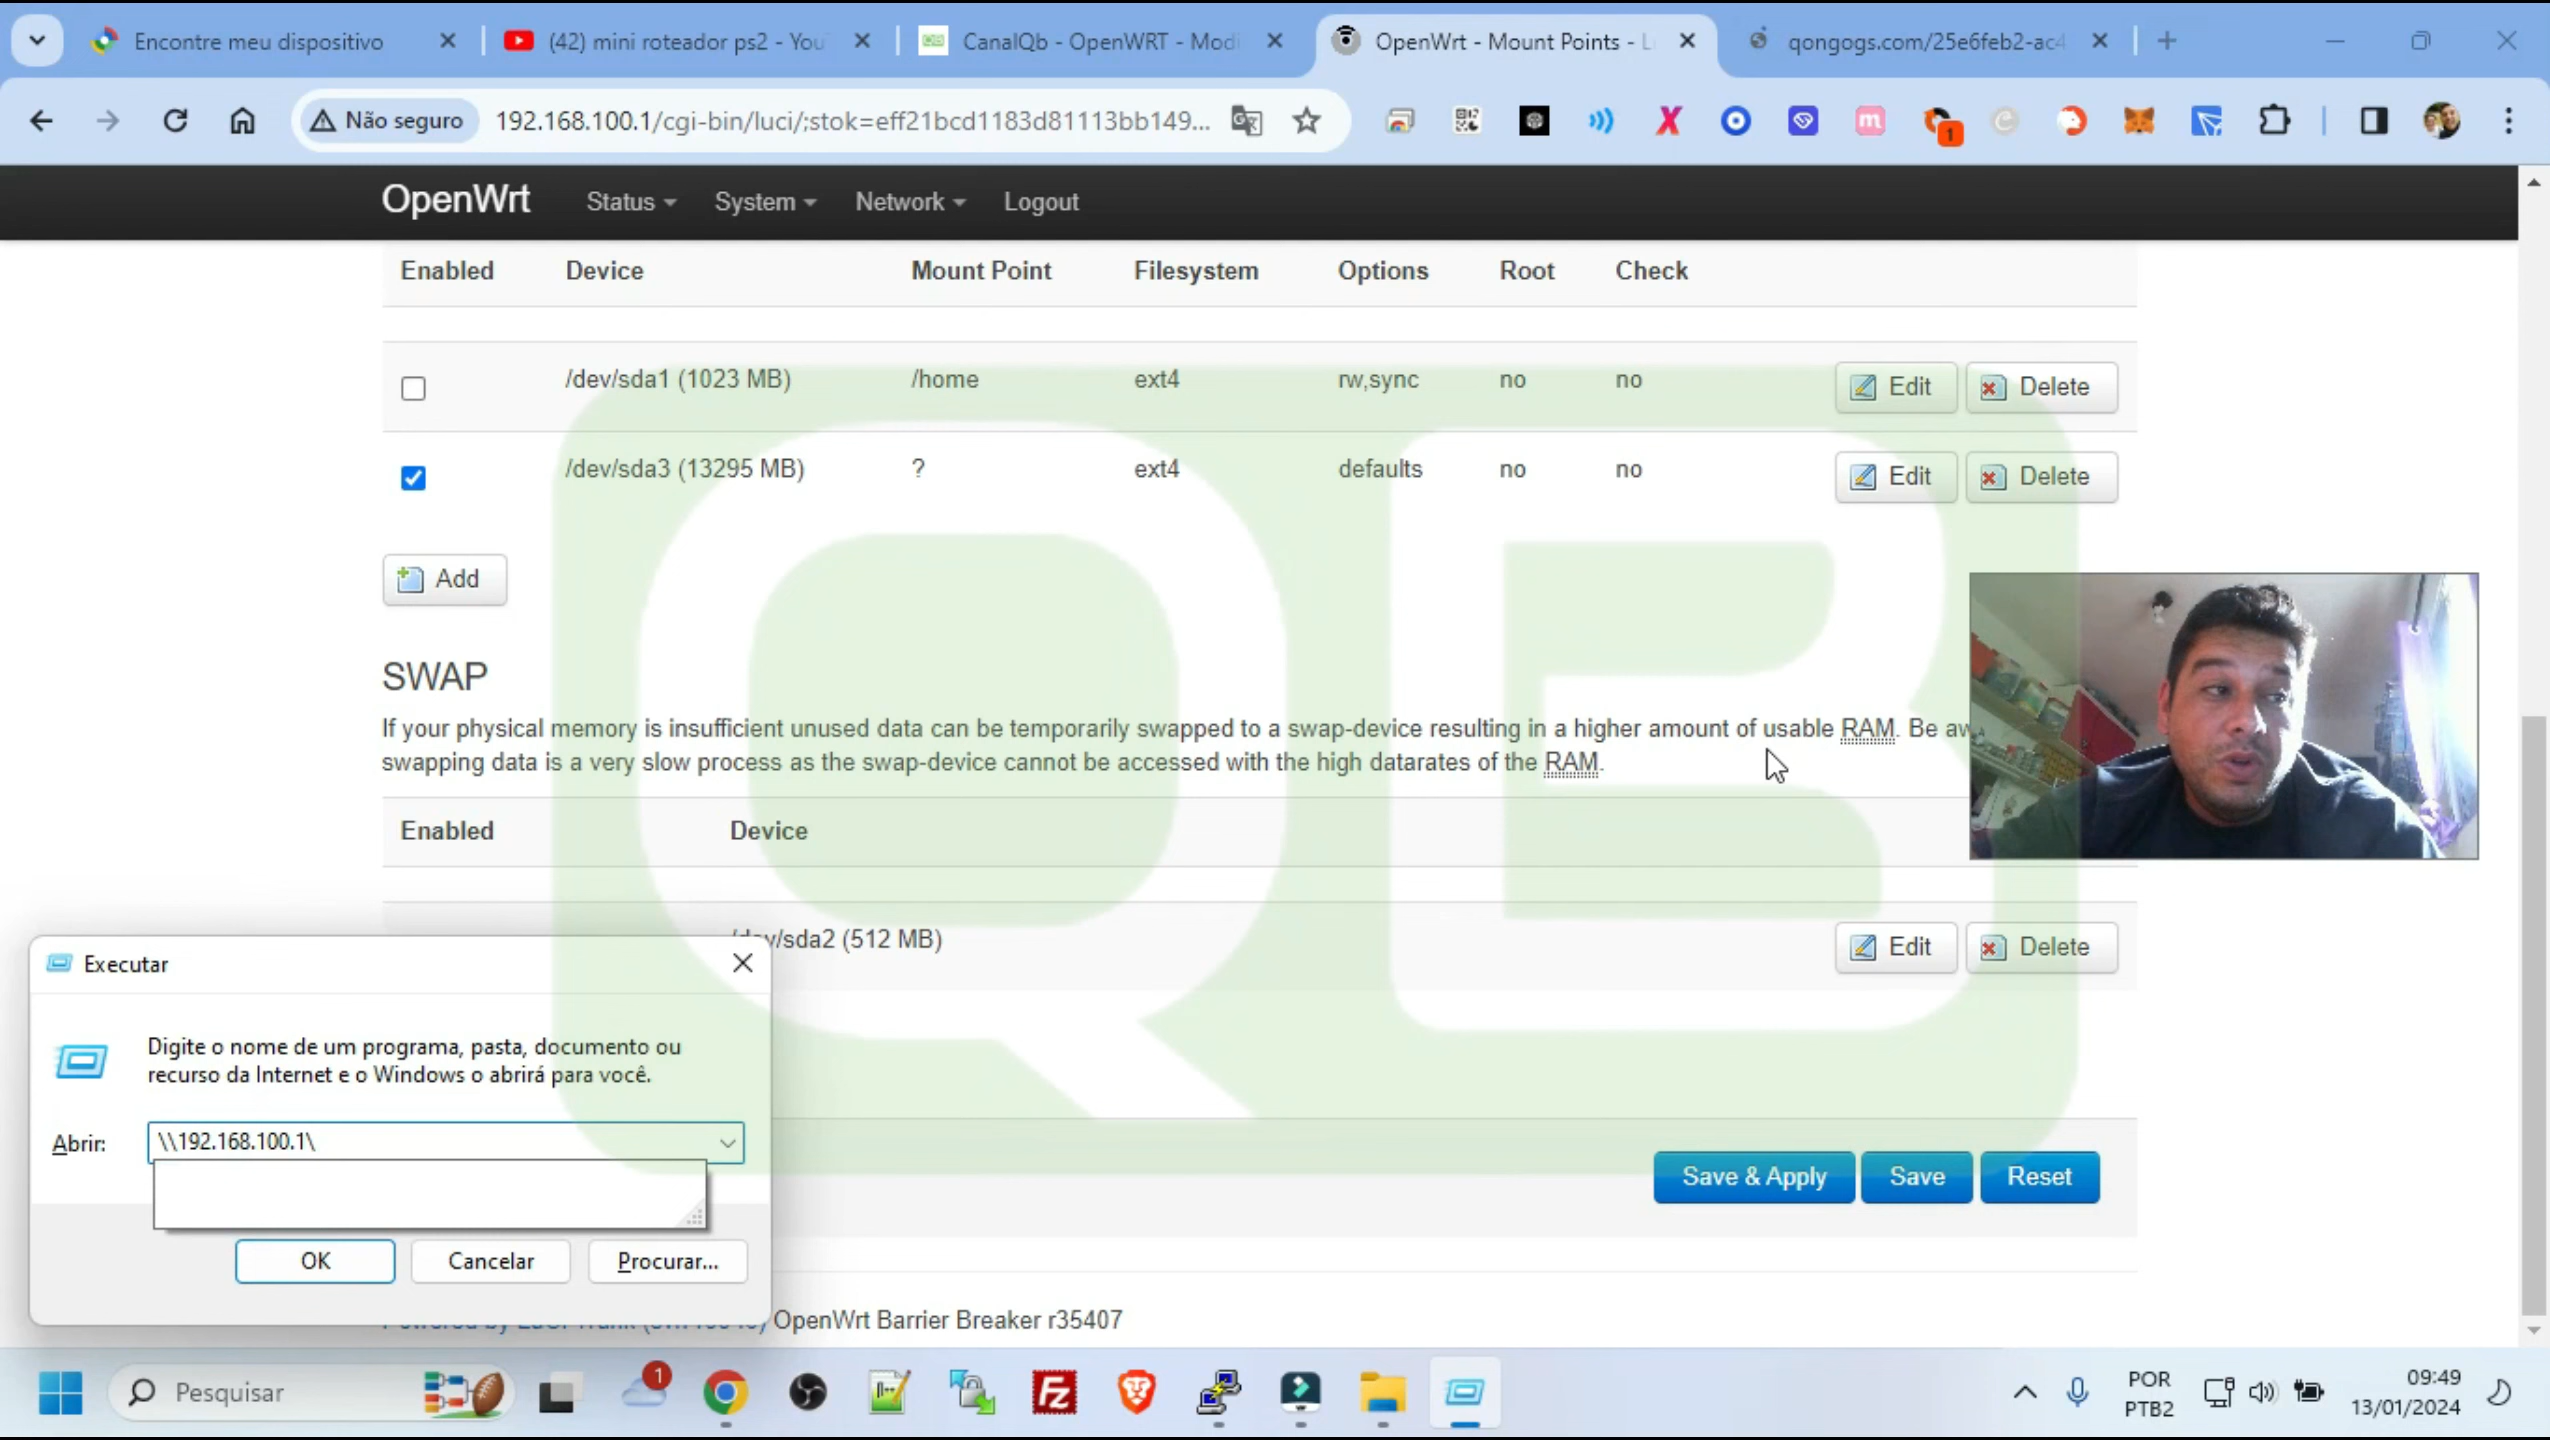 Encontre meu dispositivo
(42) mini roteador ps2 - You
CanalQb - OpenWRT - Modi
OpenWrt - Mount Points - L
qongogs.com/25e6feb2-ac4
Não seguro
192.168.100.1/cgi-bin/luci/;stok=eff21bcd1183d81113bb149...
1
OpenWrt
Status
System
Network
Logout
Enabled Device Mount Point Filesystem Options Root Check
/dev/sda1 (1023 MB) /home ext4 rw,sync no no Edit Delete
/dev/sda3 (13295 MB) ? ext4 defaults no no Edit Delete
Add
SWAP
If your physical memory is insufficient unused data can be temporarily swapped to a swap-device resulting in a higher amount of usable RAM. Be aw
swapping data is a very slow process as the swap-device cannot be accessed with the high datarates of the RAM.
Enabled Device
/dev/sda2 (512 MB) Edit Delete
QB
Executar
Digite o nome de um programa, pasta, documento ou
recurso da Internet e o Windows o abrirá para você.
Abrir: \\192.168.100.1\
OK Cancelar Procurar...
Save & Apply Save Reset
OpenWrt Barrier Breaker r35407
Pesquisar
1
POR
PTB2
09:49
13/01/2024